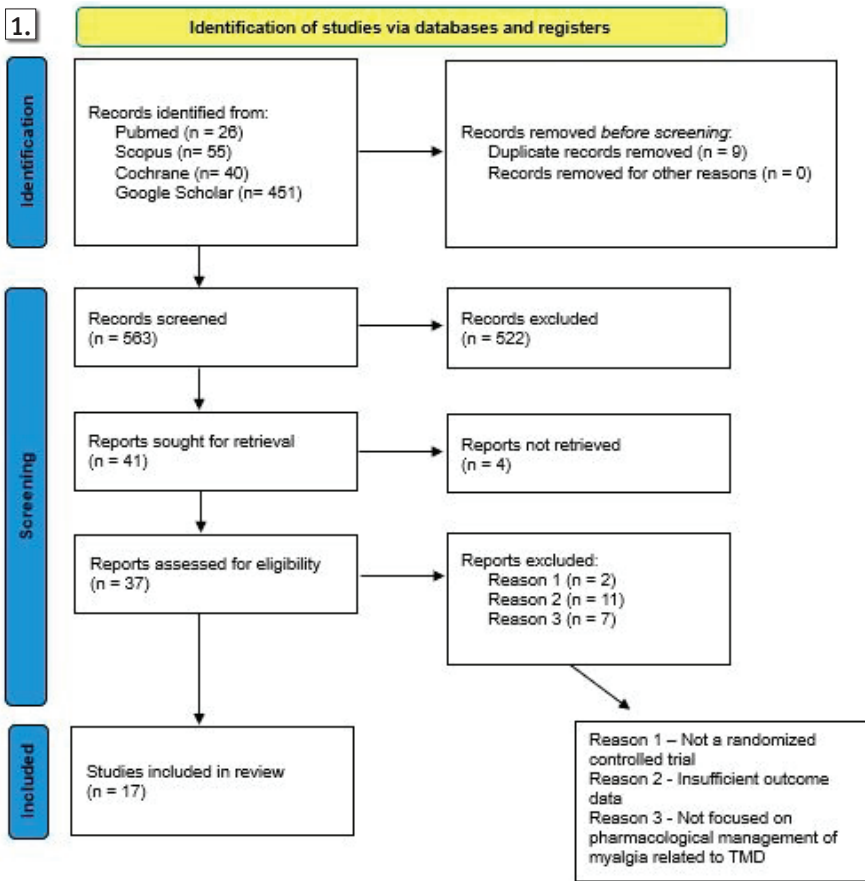 1.
Identification of studies via databases and registers
Identification
Records identified from:
Pubmed (n = 26)
Scopus (n= 55)
Cochrane (n= 40)
Google Scholar (n= 451)
Records removed before screening:
Duplicate records removed (n = 9)
Records removed for other reasons (n = 0)
Screening
Records screened
(n = 563)
Records excluded
(n = 522)
Reports sought for retrieval
(n = 41)
Reports not retrieved
(n = 4)
Reports assessed for eligibility
(n = 37)
Reports excluded:
Reason 1 (n = 2)
Reason 2 (n = 11)
Reason 3 (n = 7)
Included
Studies included in review
(n = 17)
Reason 1 – Not a randomized
controlled trial
Reason 2 - Insufficient outcome
data
Reason 3 - Not focused on
pharmacological management of
myalgia related to TMD